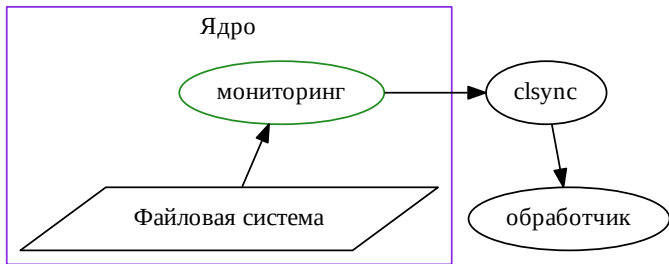 Ядро
мониторинг
clsync
Файловая система
обработчик